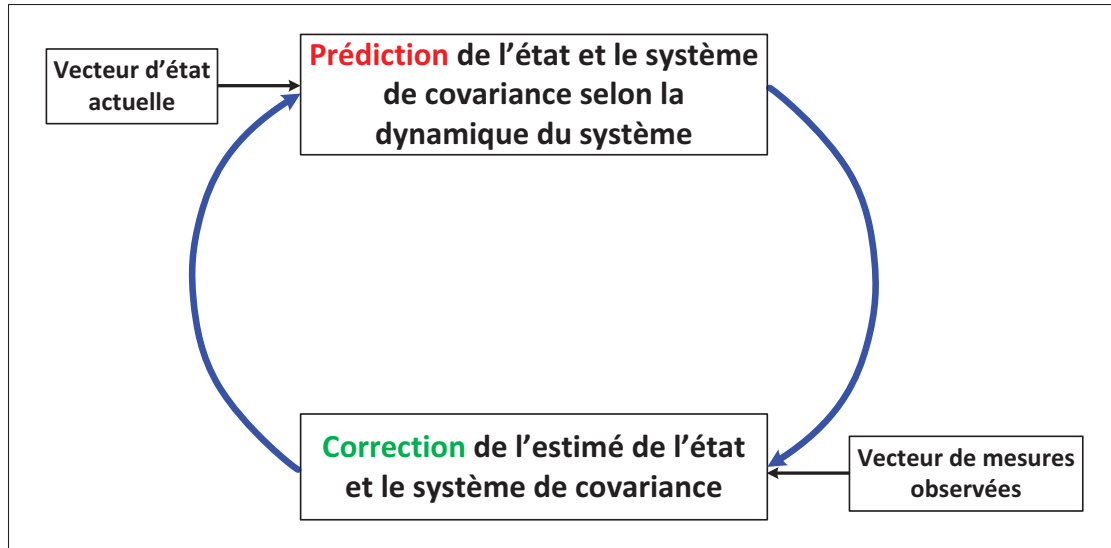 Vecteur d'état
actuelle
Prédiction de l'état et le système
de covariance selon la
dynamique du système
Correction de l'estimé de l'état
et le système de covariance
Vecteur de mesures
observées